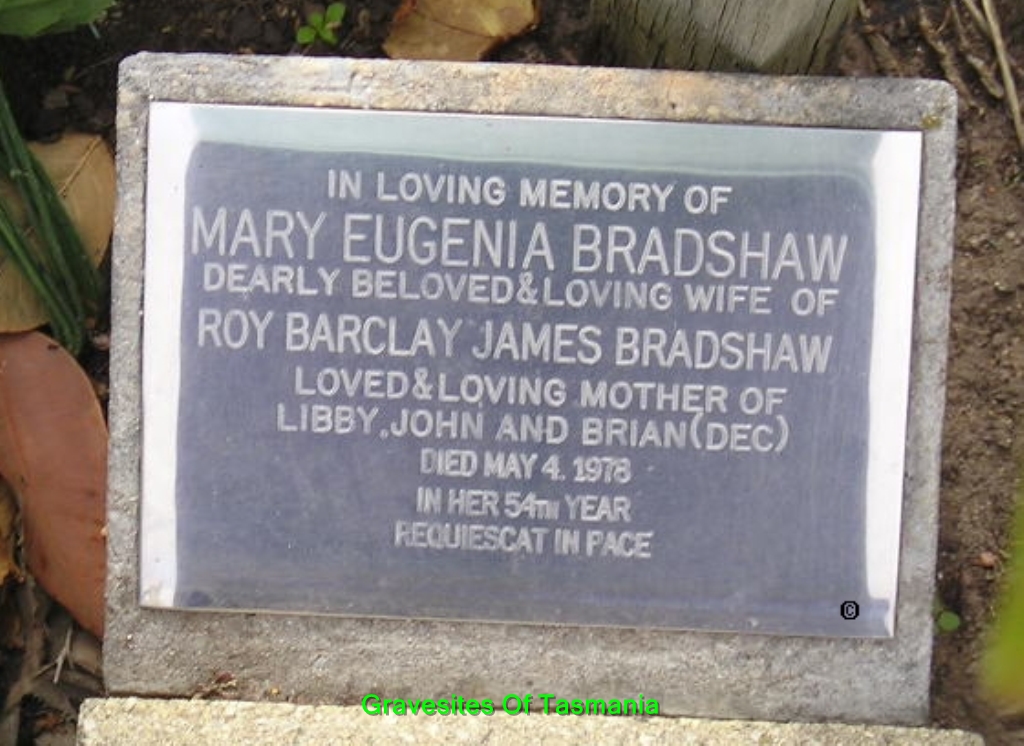 IN LOVING MEMORY OF
MARY EUGENIA BRADSHAW
DEARLY BELOVED & LOVING WIFE OF
ROY BARCLAY JAMES BRADSHAW
LOVED & LOVING MOTHER OF
LIBBY, JOHN AND BRIAN (DEC)
DIED MAY 4. 1978
IN HER 54TH YEAR
REQUIESCAT IN PACE
©
Gravesites Of Tasmania